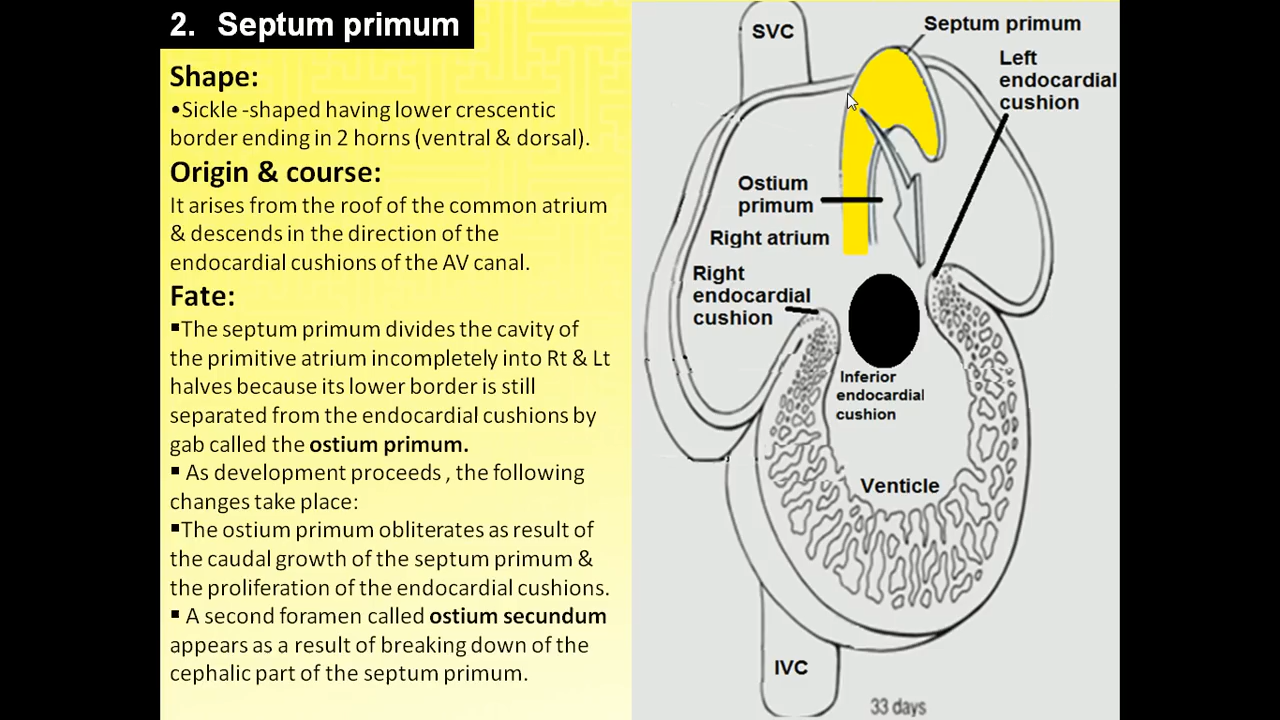 2. Septum primum
Shape:
•Sickle -shaped having lower crescentic
border ending in 2 horns (ventral & dorsal).
Origin & course:
It arises from the roof of the common atrium
& descends in the direction of the
endocardial cushions of the AV canal.
Fate:
▪The septum primum divides the cavity of
the primitive atrium incompletely into Rt & Lt
halves because its lower border is still
separated from the endocardial cushions by
gab called the ostium primum.
▪ As development proceeds , the following
changes take place:
▪The ostium primum obliterates as result of
the caudal growth of the septum primum &
the proliferation of the endocardial cushions.
▪ A second foramen called ostium secundum
appears as a result of breaking down of the
cephalic part of the septum primum.
SVC
Septum primum
Left
endocardial
cushion
Ostium
primum
Right atrium
Right
endocardial
cushion
Inferior
endocardial
cushion
Venticle
IVC
33 days